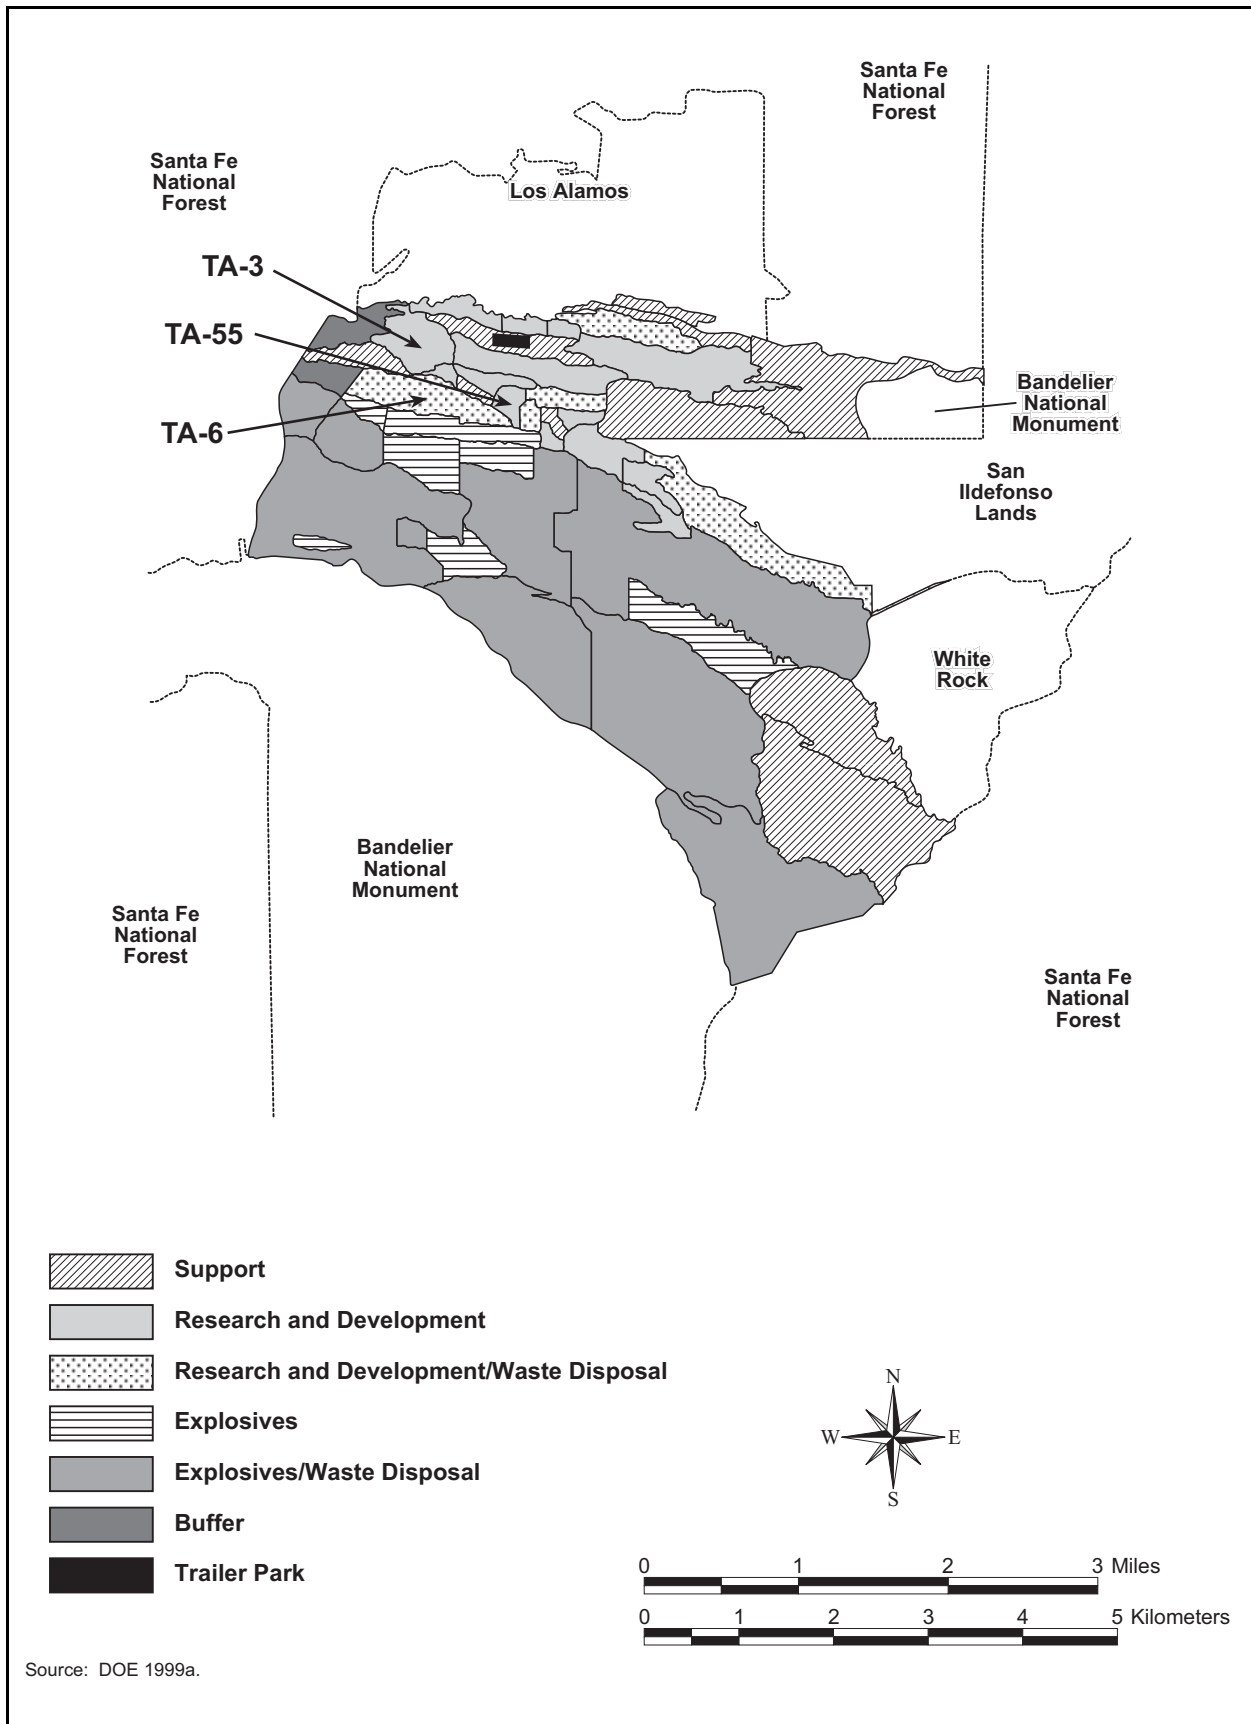 Santa Fe
National
Forest
Santa Fe
National
Forest
Los Alamos
TA-3
TA-55
TA-6
Bandelier
National
Monument
San
Ildefonso
Lands
White
Rock
Bandelier
National
Monument
Santa Fe
National
Forest
Santa Fe
National
Forest
Support
Research and Development
Research and Development/Waste Disposal
Explosives
Explosives/Waste Disposal
Buffer
Trailer Park
N
W E
S
0 1 2 3 Miles
0 1 2 3 4 5 Kilometers
Source: DOE 1999a.